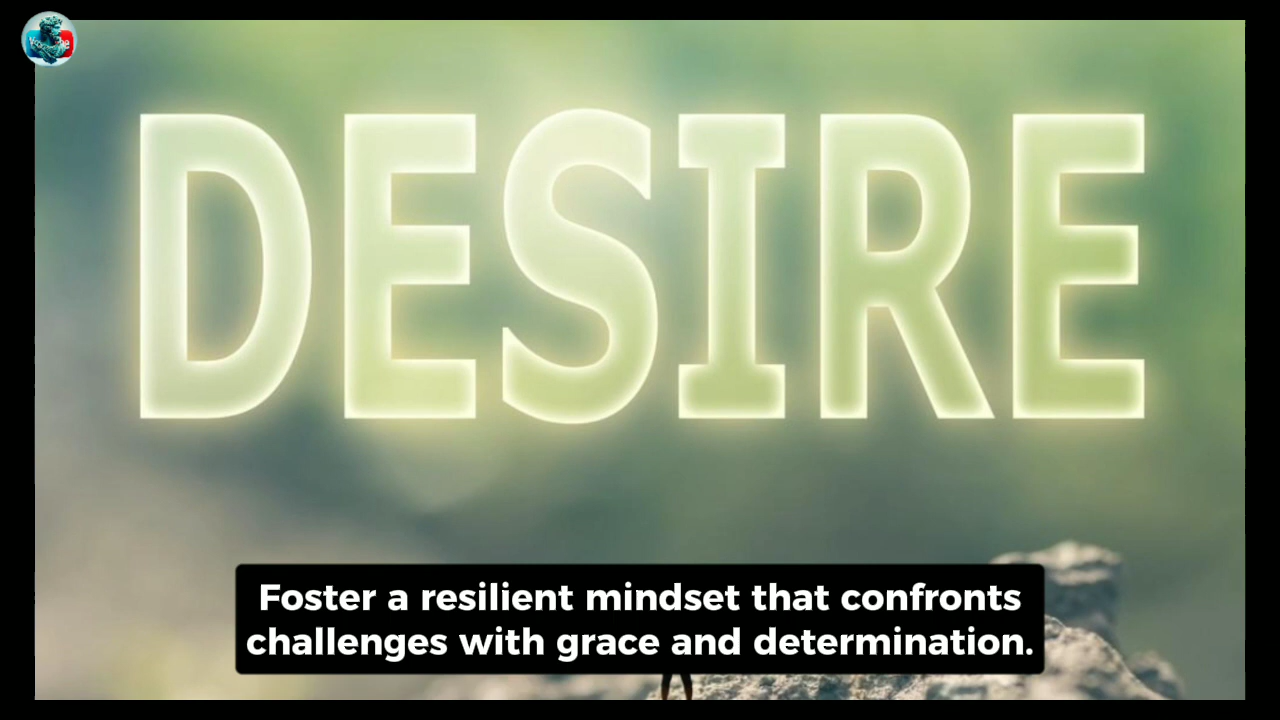 DESIRE
Foster a resilient mindset that confronts
challenges with grace and determination.